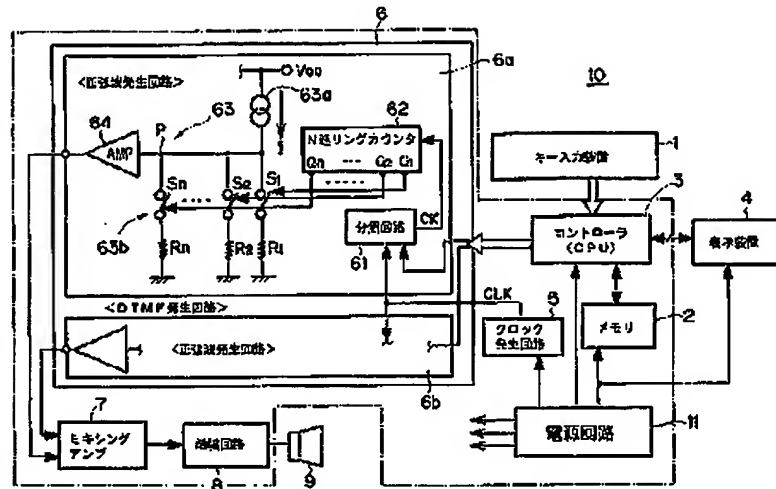 6
6a
10
<正弦波発生回路>
VDD
63a
63
62
64
P
AMP
N進リングカウンタ
Qn --- Q2 Q1
Sn
S2
S1
63b
Rn
R2
R1
分周回路
61
CK
キー入力装置
1
3
コントローラ
(CPU)
4
表示装置
<DTMF発生回路>
CLK
5
クロック
発生回路
メモリ
2
<正弦波発生回路>
6b
7
ミキシング
アンプ
8
9
電源回路
11